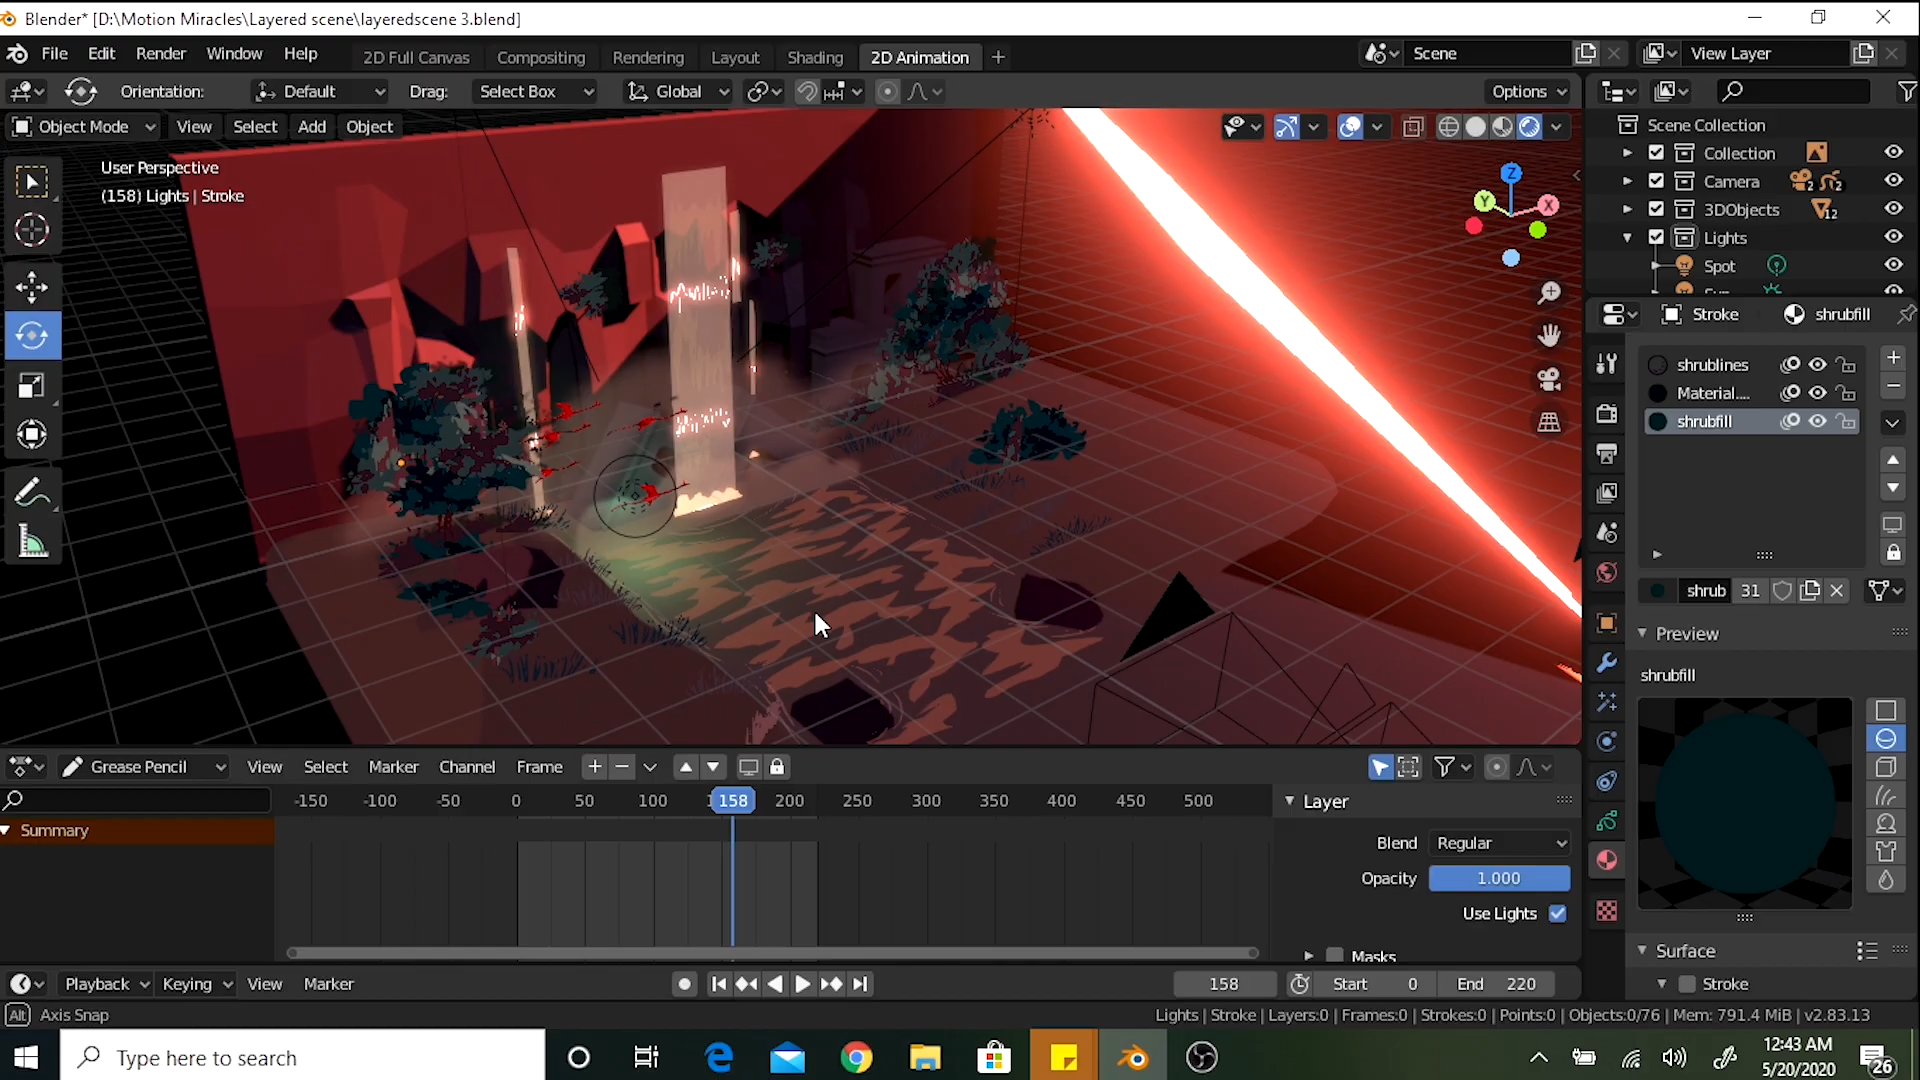 Blender* [D:\Motion Miracles\Layered scene\layeredscene 3.blend]
File Edit Render Window Help 2D Full Canvas Compositing Rendering Layout Shading 2D Animation + Scene View Layer
Orientation: Default Drag: Select Box Global Options
Object Mode View Select Add Object
Scene Collection
User Perspective
(158) Lights | Stroke
Collection
Camera 2 2
3DObjects 12
Lights
Spot
Z
Y
X
Stroke shrubfill
shrublines
Material....
shrubfill
shrub 31
Preview
shrubfill
Grease Pencil View Select Marker Channel Frame
-150 -100 -50 0 50 100 158 200 250 300 350 400 450 500
Layer
Summary
Blend Regular
Opacity 1.000
Use Lights
Masks
Surface
Stroke
Playback Keying View Marker 158 Start 0 End 220
Alt Axis Snap
Lights | Stroke | Layers:0 | Frames:0 | Strokes:0 | Points:0 | Objects:0/76 | Mem: 791.4 MiB | v2.83.13
Type here to search
12:43 AM
5/20/2020
26